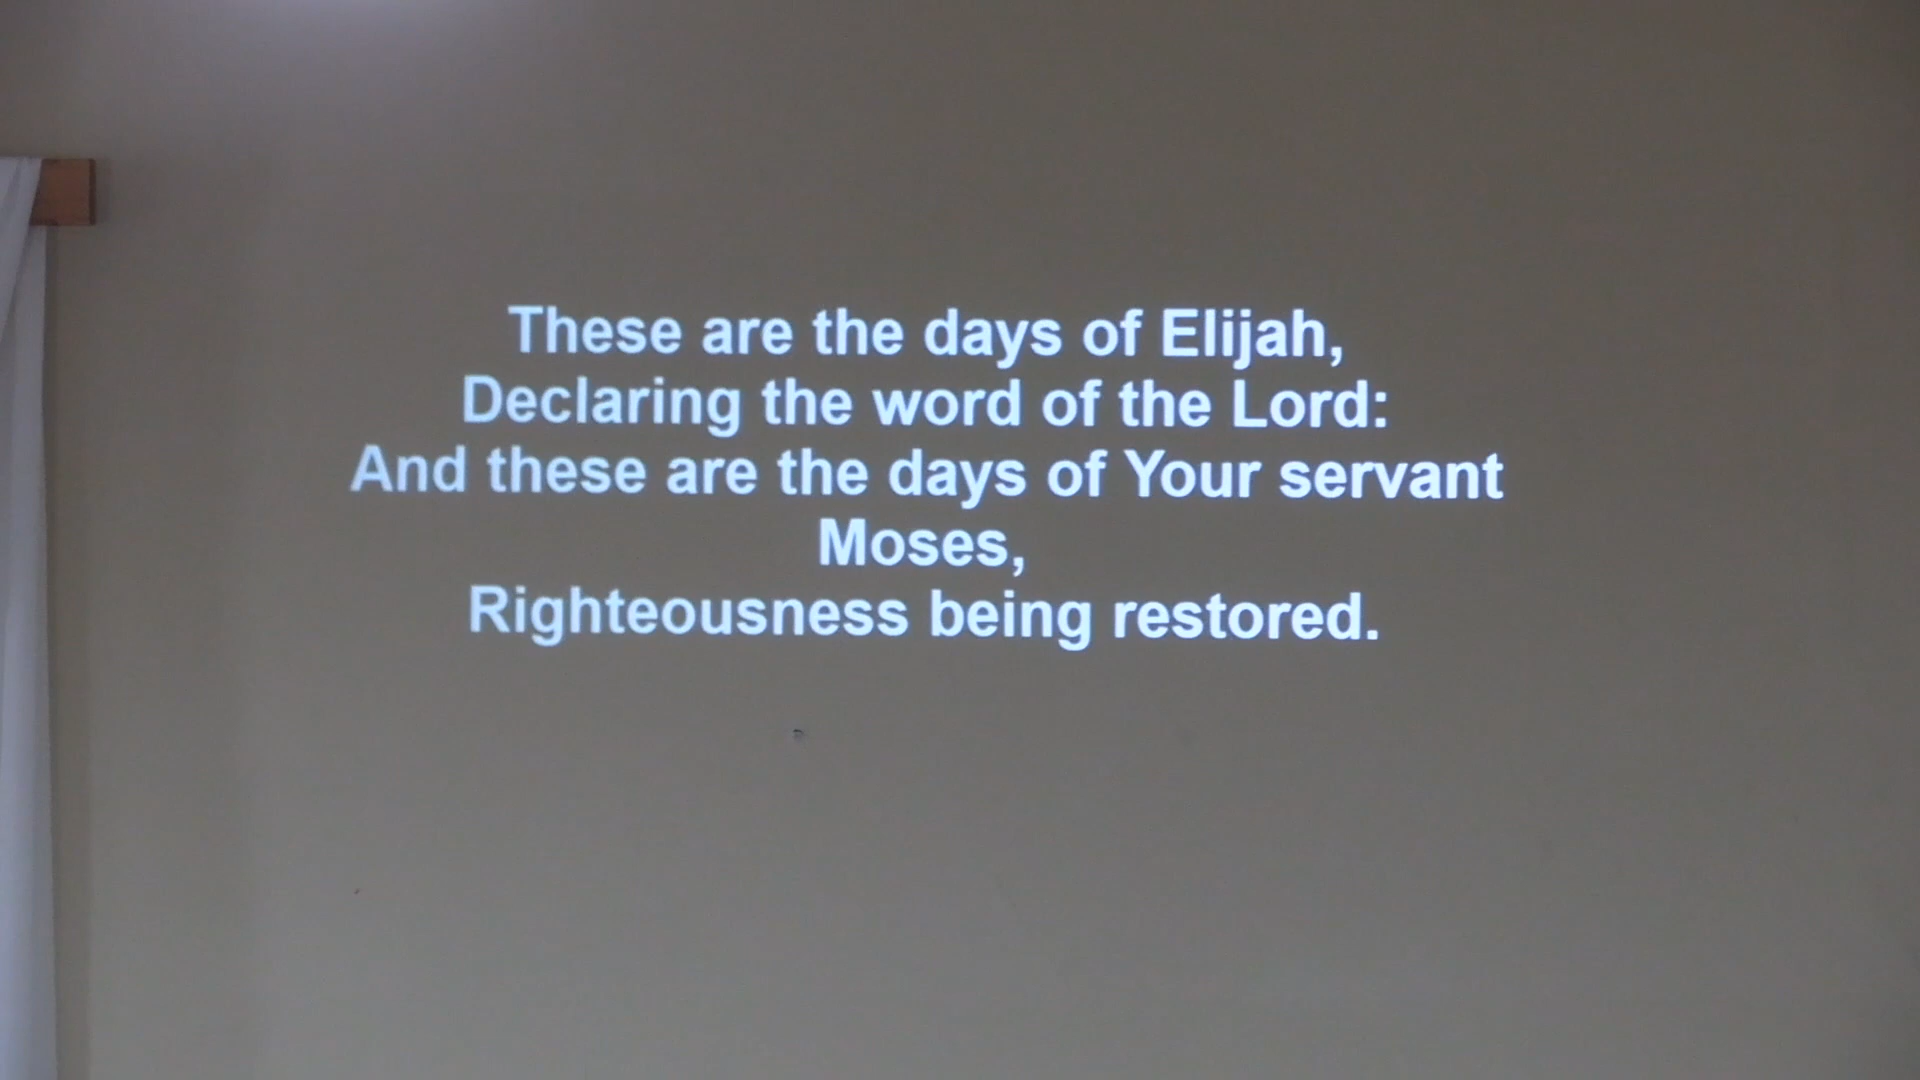 These are the days of Elijah,
Declaring the word of the Lord:
And these are the days of Your servant
Moses,
Righteousness being restored.